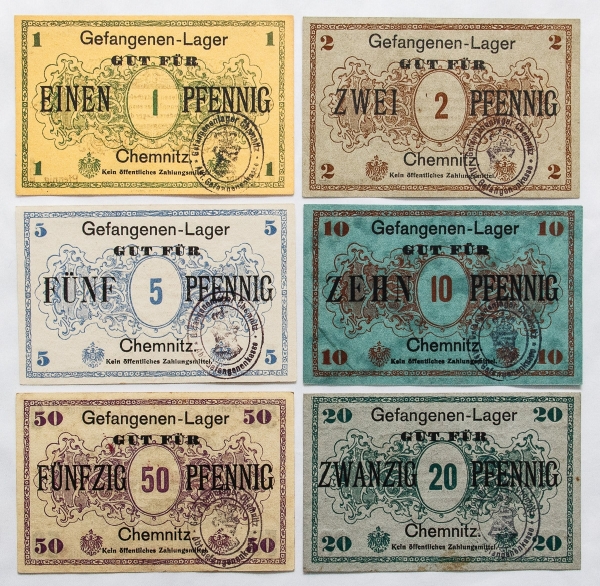 1 1
Gefangenen-Lager
GUT FÜR
EINEN 1 PFENNIG
Chemnitz.
Kein öffentliches Zahlungsmittel.
1 1
2 2
Gefangenen-Lager
GUT FÜR
ZWEI 2 PFENNIG
Chemnitz.
Kein öffentliches Zahlungsmittel.
2 2
5 5
Gefangenen-Lager
GUT FÜR
FÜNF 5 PFENNIG
Chemnitz.
Kein öffentliches Zahlungsmittel.
5 5
10 10
Gefangenen-Lager
GUT FÜR
ZEHN 10 PFENNIG
Chemnitz.
Kein öffentliches Zahlungsmittel.
10 10
50 50
Gefangenen-Lager
GUT FÜR
FÜNFZIG 50 PFENNIG
Chemnitz.
Kein öffentliches Zahlungsmittel.
50 50
20 20
Gefangenen-Lager
GUT FÜR
ZWANZIG 20 PFENNIG
Chemnitz.
Kein öffentliches Zahlungsmittel.
20 20